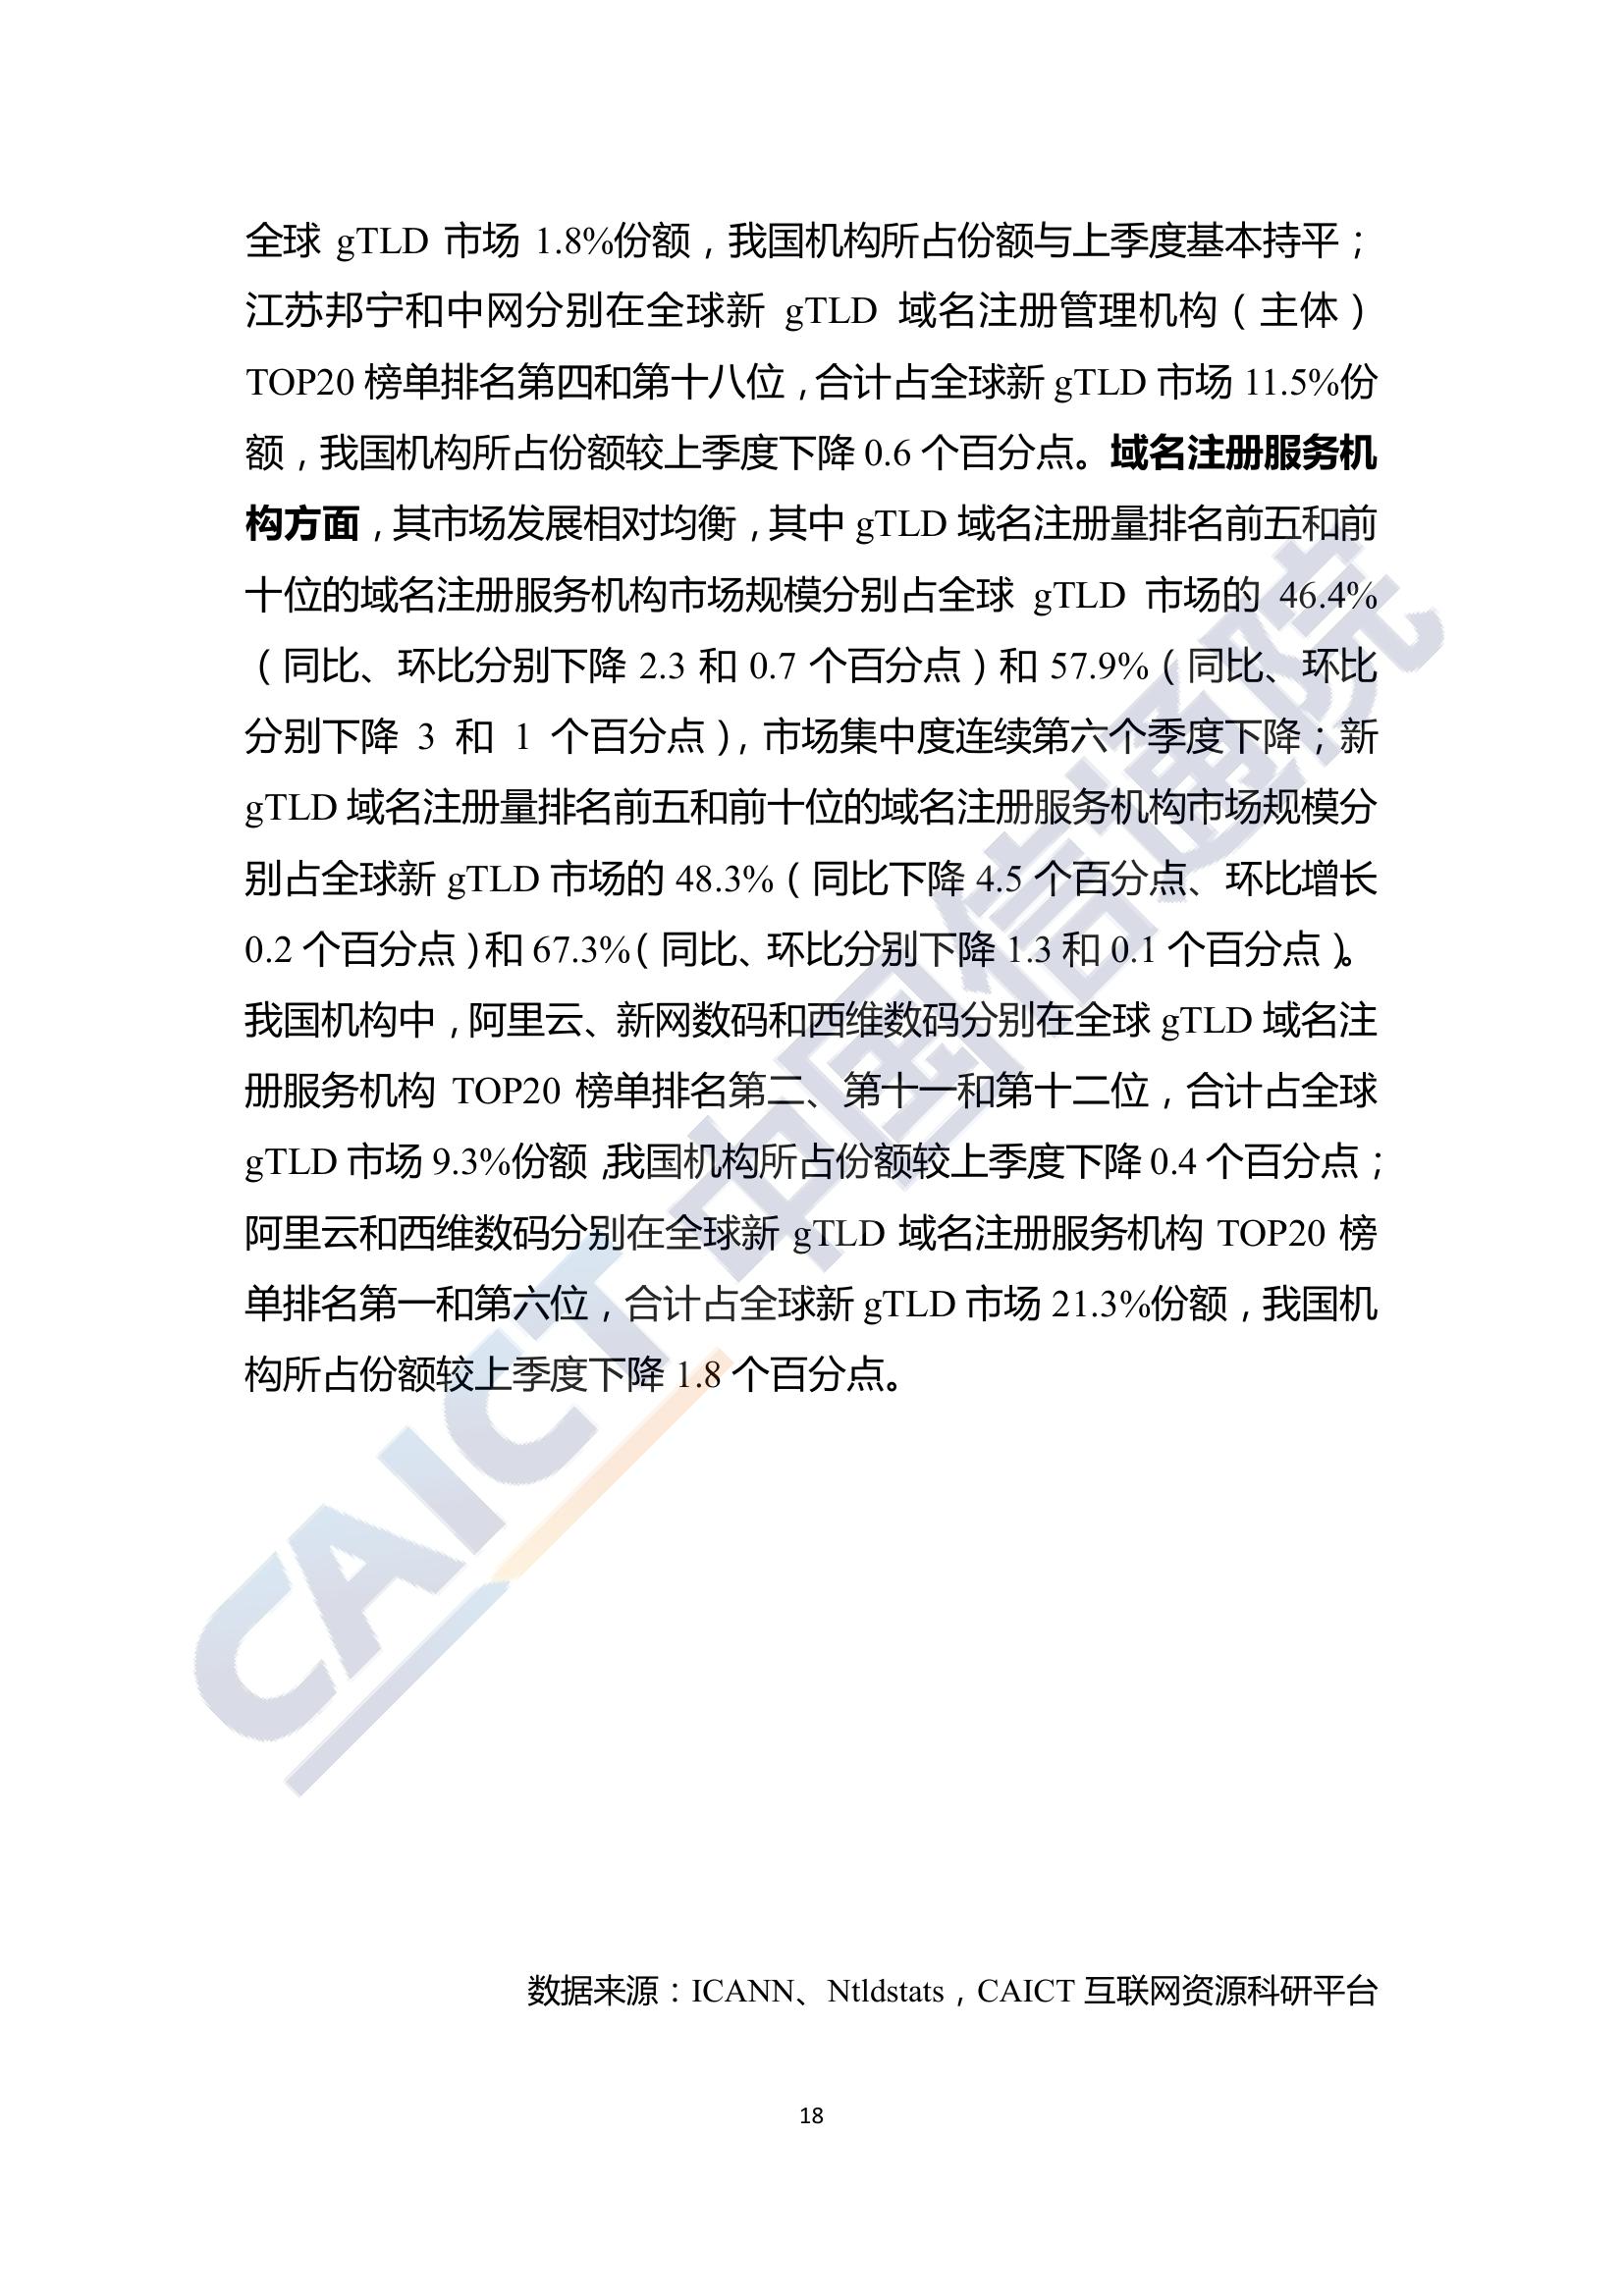 全球 gTLD 市场 1.8%份额，我国机构所占份额与上季度基本持平；
江苏邦宁和中网分别在全球新 gTLD 域名注册管理机构（主体）
TOP20 榜单排名第四和第十八位，合计占全球新 gTLD 市场 11.5%份
额，我国机构所占份额较上季度下降 0.6 个百分点。域名注册服务机
构方面，其市场发展相对均衡，其中 gTLD 域名注册量排名前五和前
十位的域名注册服务机构市场规模分别占全球 gTLD 市场的 46.4%
（同比、环比分别下降 2.3 和 0.7 个百分点）和 57.9%（同比、环比
分别下降 3 和 1 个百分点），市场集中度连续第六个季度下降；新
gTLD 域名注册量排名前五和前十位的域名注册服务机构市场规模分
别占全球新 gTLD 市场的 48.3%（同比下降 4.5 个百分点、环比增长
0.2 个百分点）和 67.3%（同比、环比分别下降 1.3 和 0.1 个百分点）。
我国机构中，阿里云、新网数码和西维数码分别在全球 gTLD 域名注
册服务机构 TOP20 榜单排名第二、第十一和第十二位，合计占全球
gTLD 市场 9.3%份额，我国机构所占份额较上季度下降 0.4 个百分点；
阿里云和西维数码分别在全球新 gTLD 域名注册服务机构 TOP20 榜
单排名第一和第六位，合计占全球新 gTLD 市场 21.3%份额，我国机
构所占份额较上季度下降 1.8 个百分点。
CAICT 中国信通院
数据来源：ICANN、Ntldstats，CAICT 互联网资源科研平台
18